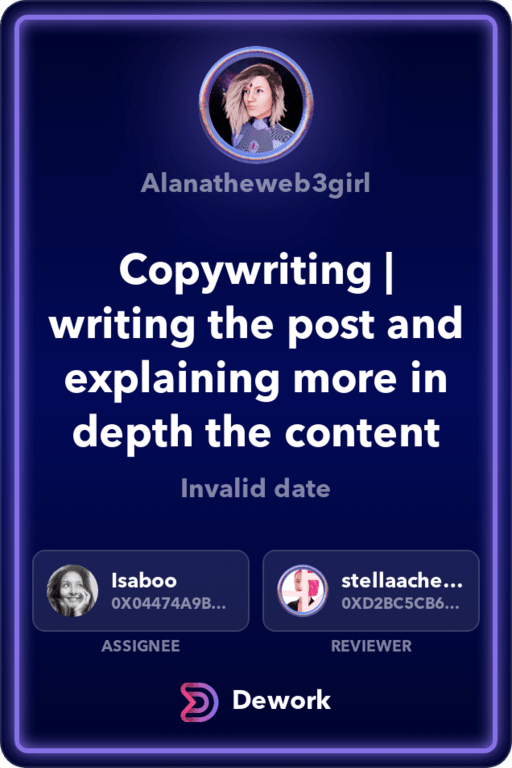 Alanatheweb3girl
Copywriting |
writing the post and
explaining more in
depth the content
Invalid date
Isaboo
0X04474A9B...
ASSIGNEE
stellaache...
0XD2BC5CB6...
REVIEWER
Dework